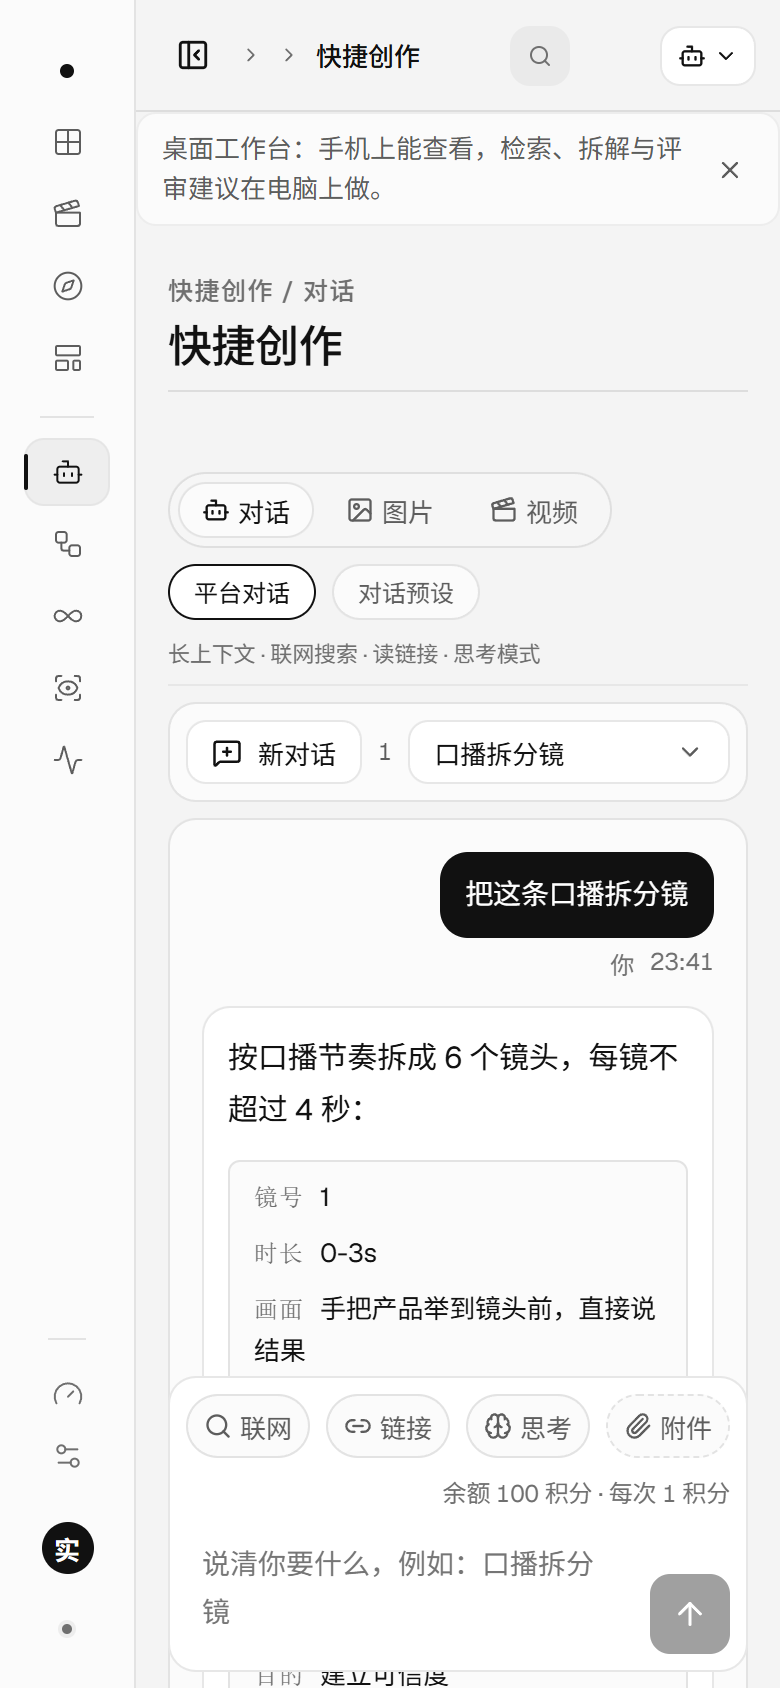 快捷创作
桌面工作台：手机上能查看，检索、拆解与评
审建议在电脑上做。
快捷创作 / 对话
快捷创作
对话 图片 视频
平台对话 对话预设
长上下文 · 联网搜索 · 读链接 · 思考模式
新对话 1 口播拆分镜
把这条口播拆分镜
你 23:41
按口播节奏拆成 6 个镜头，每镜不
超过 4 秒：
镜号 1
时长 0-3s
画面 手把产品举到镜头前，直接说
结果
联网 链接 思考 附件
余额 100 积分 · 每次 1 积分
说清你要什么，例如：口播拆分
镜
实
目的 建立可信度